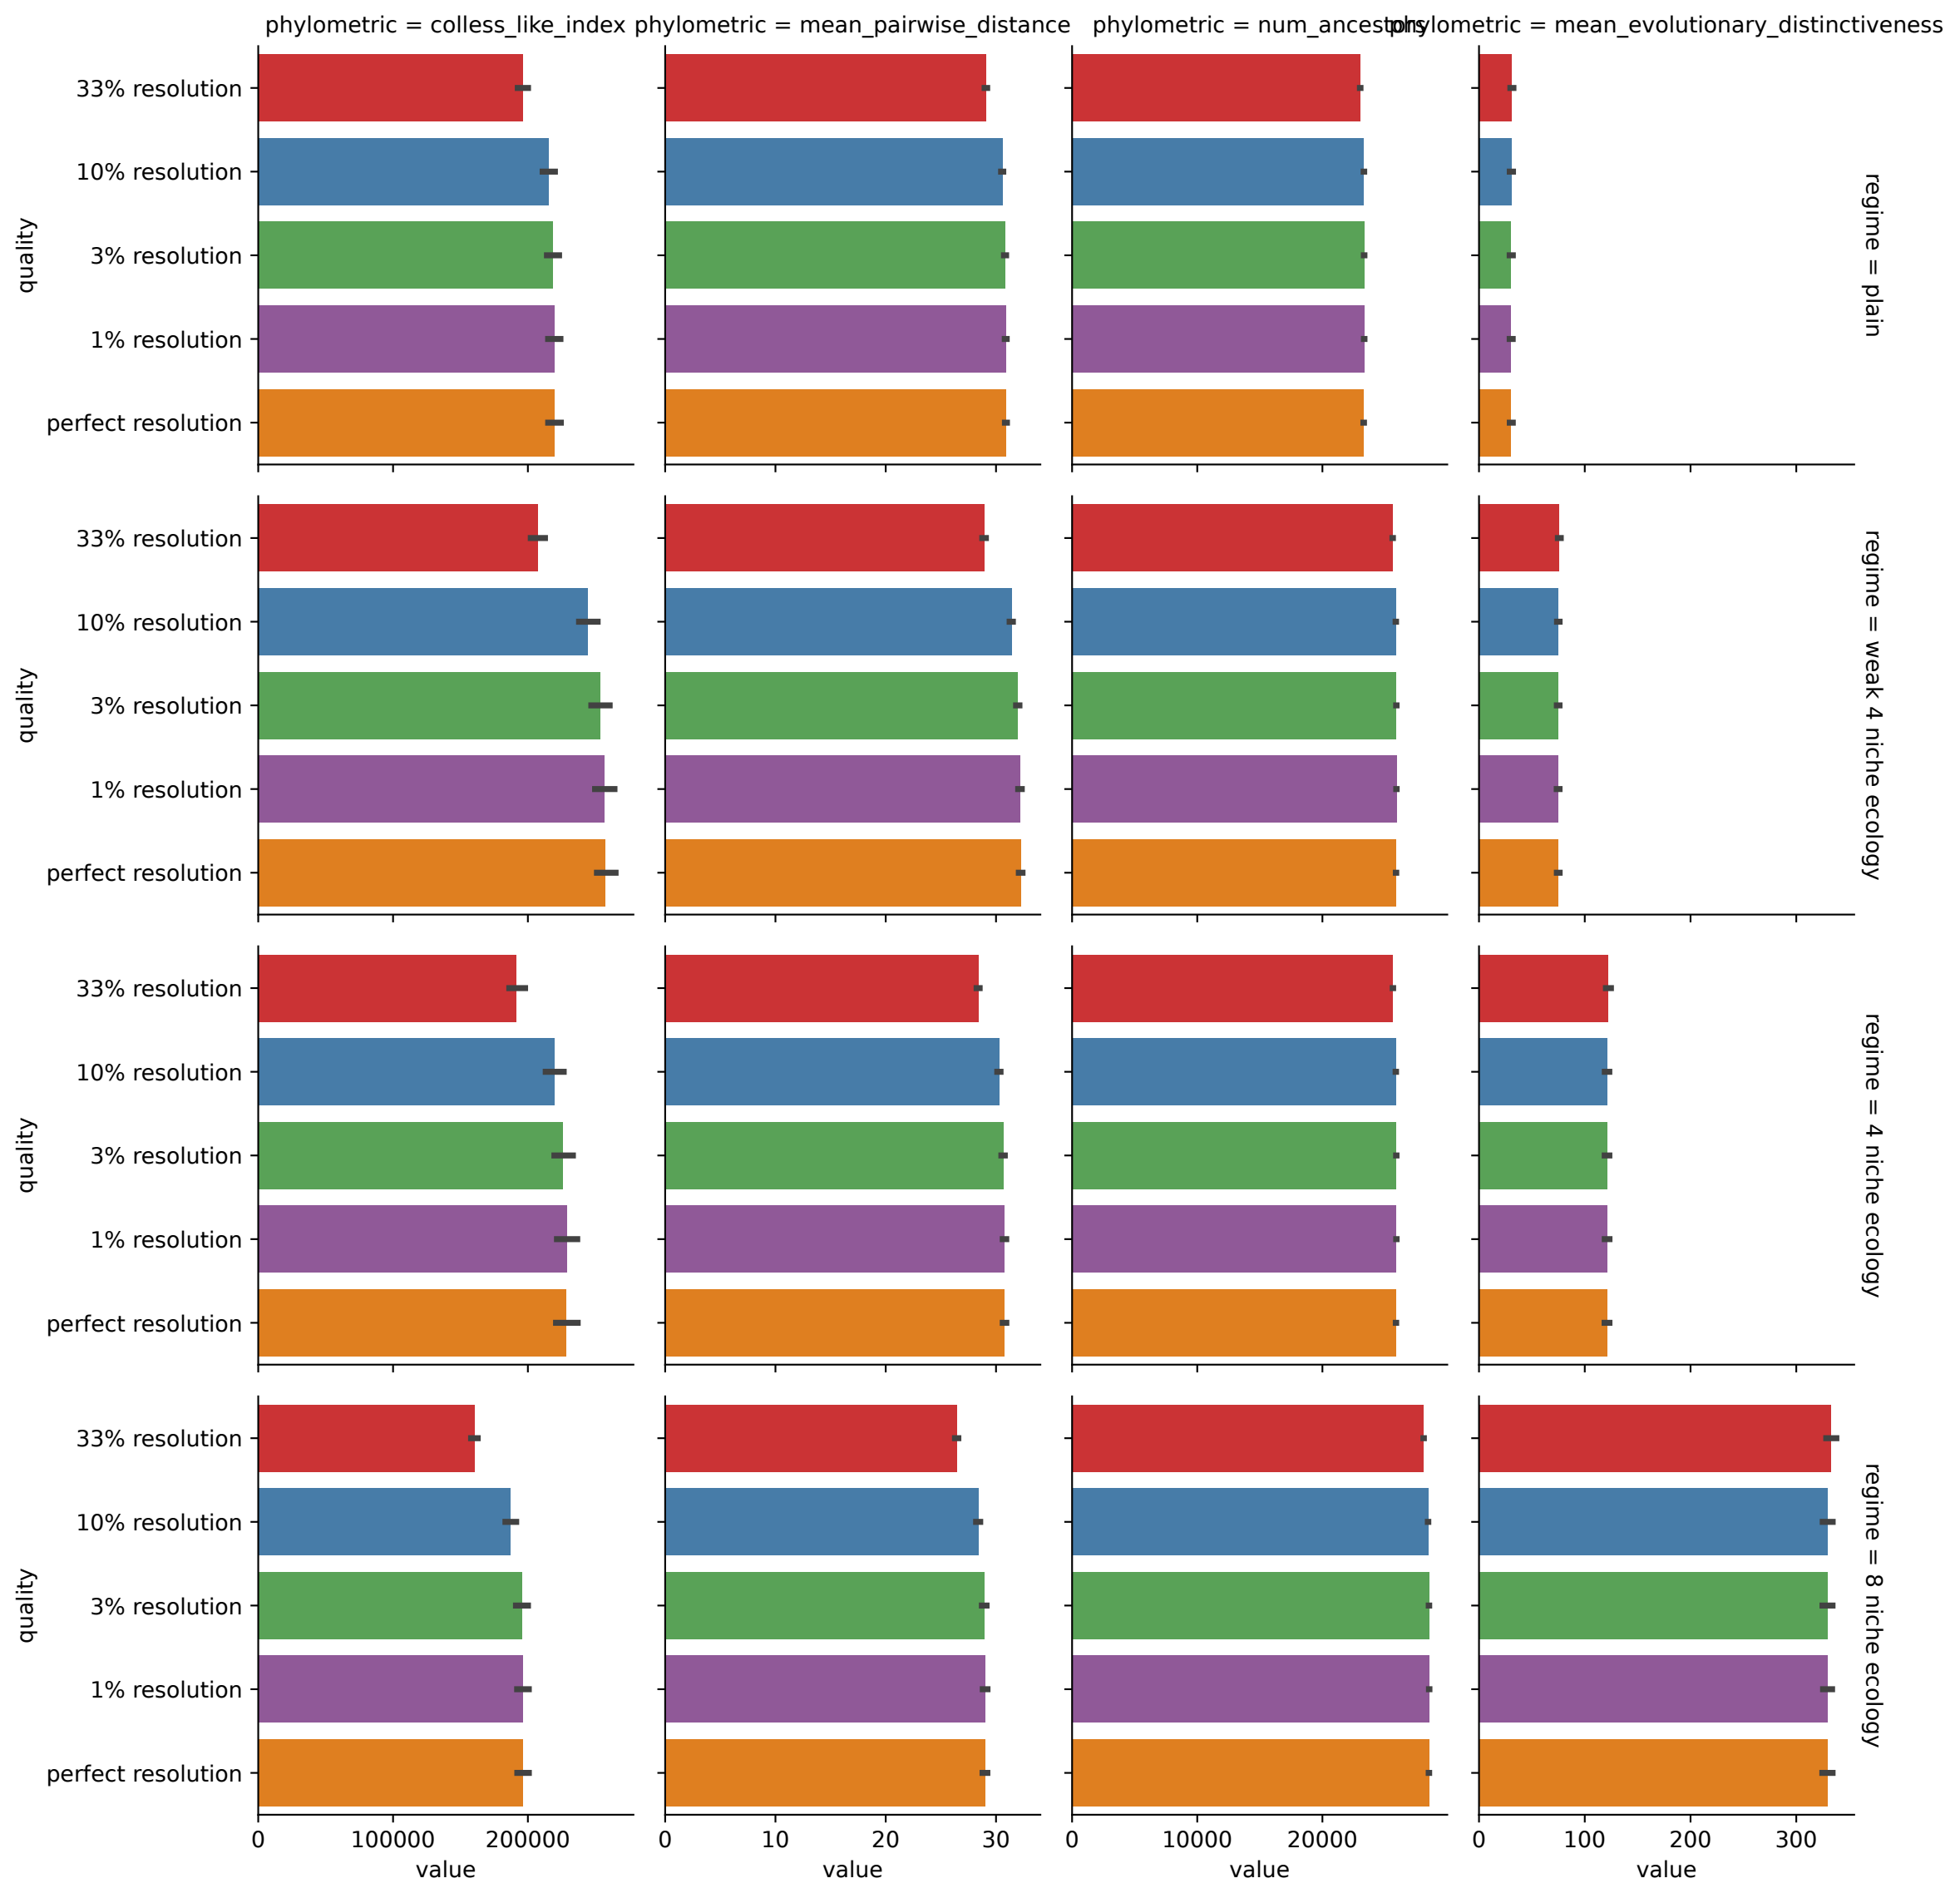 phylometric = colless_like_index
phylometric = mean_pairwise_distance
phylometric = num_ancestors
phylometric = mean_evolutionary_distinctiveness
quality
33% resolution
10% resolution
3% resolution
1% resolution
perfect resolution
regime = plain
quality
33% resolution
10% resolution
3% resolution
1% resolution
perfect resolution
regime = weak 4 niche ecology
quality
33% resolution
10% resolution
3% resolution
1% resolution
perfect resolution
regime = 4 niche ecology
quality
33% resolution
10% resolution
3% resolution
1% resolution
perfect resolution
regime = 8 niche ecology
0 100000 200000
0 10 20 30
0 10000 20000
0 100 200 300
value
value
value
value